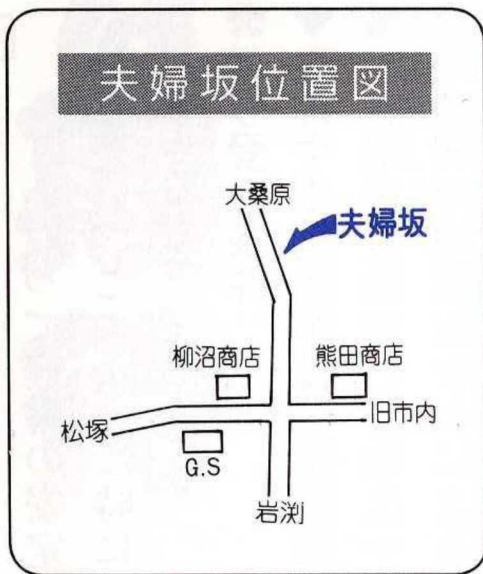 夫婦坂位置図
大桑原
夫婦坂
柳沼商店
熊田商店
松塚
旧市内
G.S
岩渕